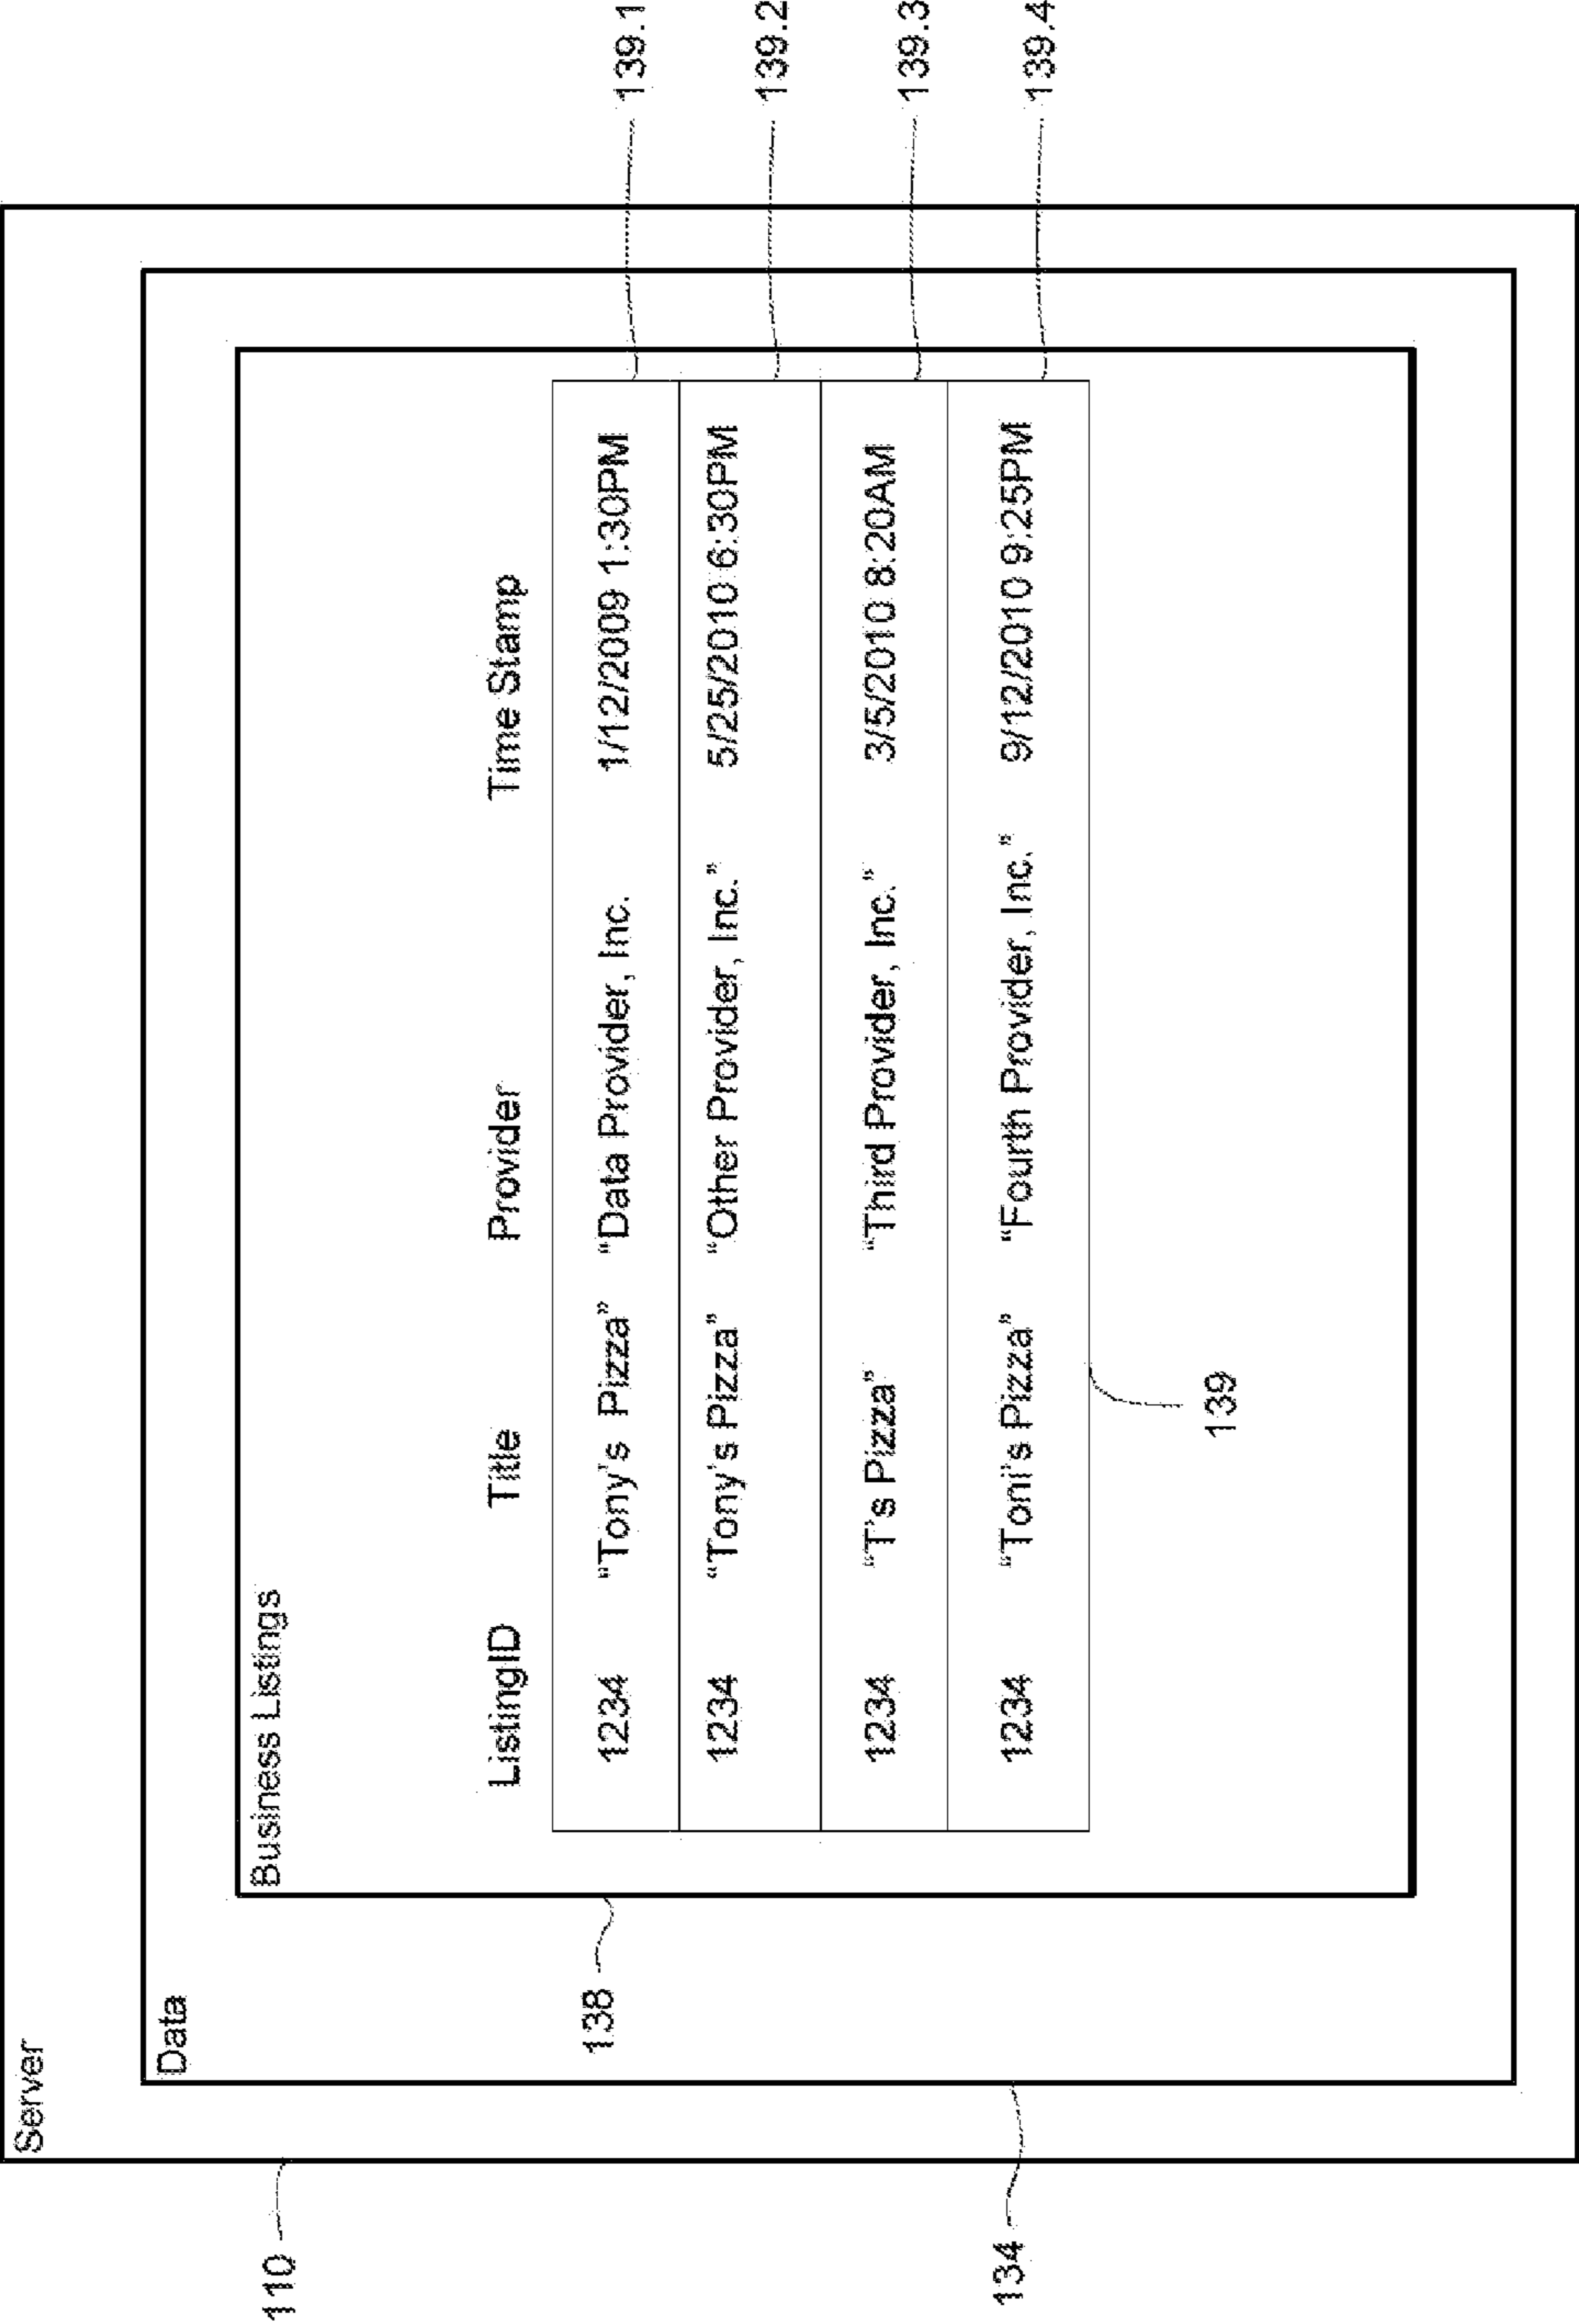 Server
110
Data
134
Business Listings
138
ListingID Title Provider Time Stamp
1234 “Tony's Pizza” “Data Provider, Inc. 1/12/2009 1:30PM 139.1
1234 “Tony's Pizza” “Other Provider, Inc.” 5/25/2010 6:30PM 139.2
1234 “T's Pizza” “Third Provider, Inc.” 3/5/2010 8:20AM 139.3
1234 “Toni's Pizza” “Fourth Provider, Inc.” 9/12/2010 9:25PM 139.4
139